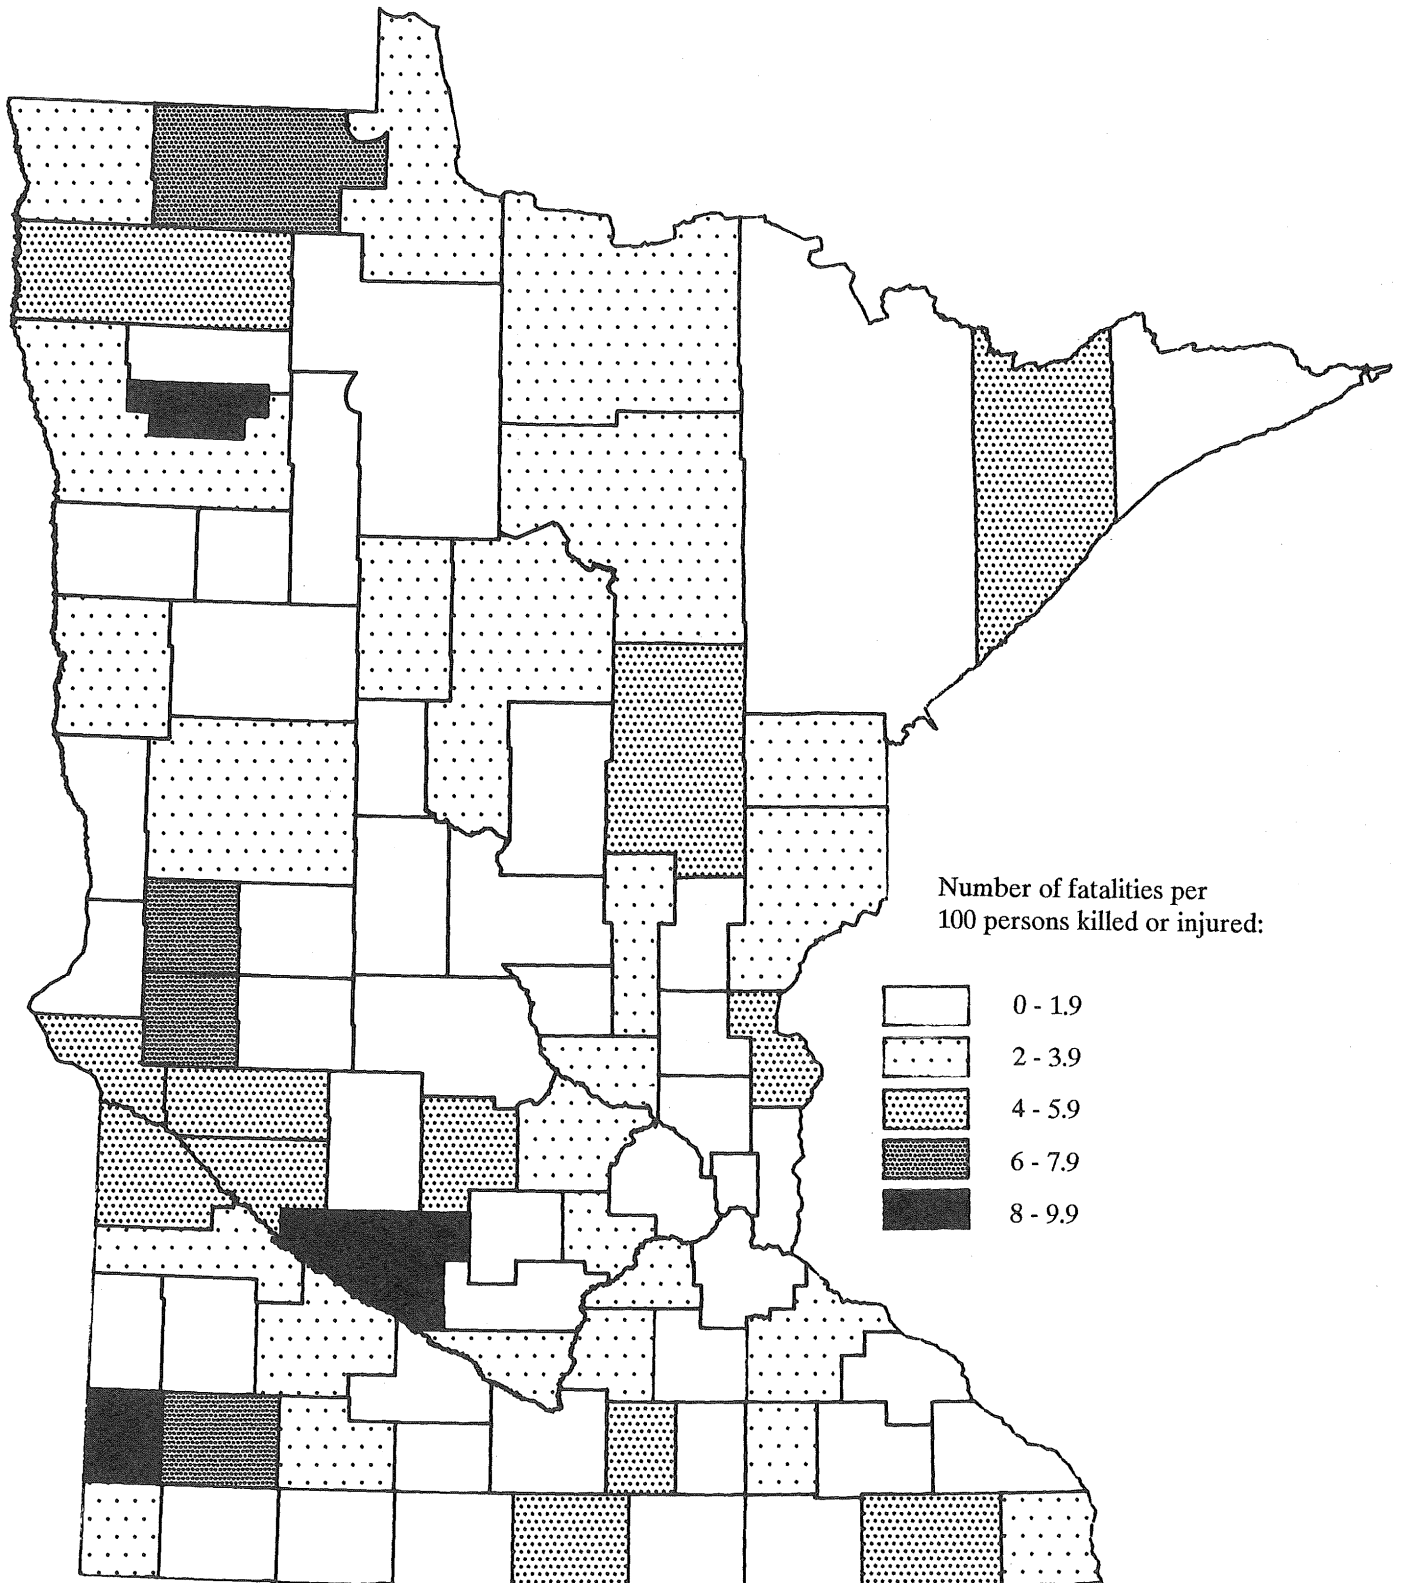 Number of fatalities per
100 persons killed or injured:
0 - 1.9
2 - 3.9
4 - 5.9
6 - 7.9
8 - 9.9